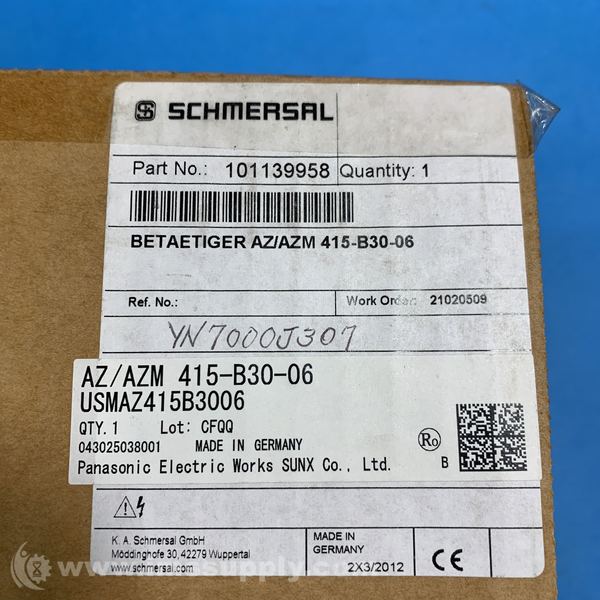 SCHMERSAL
Part No.: 101139958 Quantity: 1
BETAETIGER AZ/AZM 415-B30-06
Ref. No.: Work Order: 21020509
YN7000J307
AZ/AZM 415-B30-06
USMAZ415B3006
QTY.1 Lot: CFQQ
043025038001 MADE IN GERMANY
Panasonic Electric Works SUNX Co., Ltd.
Ro
B
K. A. Schmersal GmbH
Möddinghofe 30, 42279 Wuppertal
www.schmersal.com
MADE IN
GERMANY
2X3/2012
CE